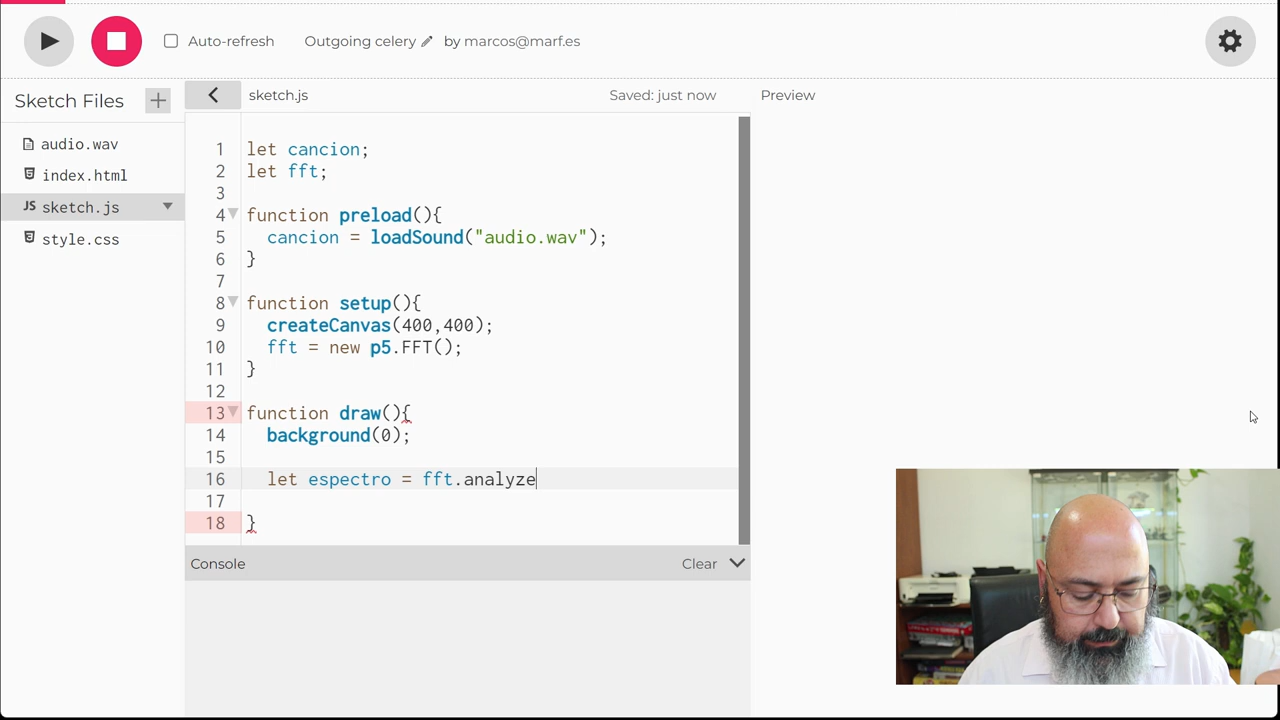 Auto-refresh
Outgoing celery
by marcos@marf.es
Sketch Files
sketch.js
Saved: just now
Preview
audio.wav
index.html
JS sketch.js
style.css
1 let cancion;
2 let fft;
3
4 function preload(){
5 cancion = loadSound("audio.wav");
6 }
7
8 function setup(){
9 createCanvas(400,400);
10 fft = new p5.FFT();
11 }
12
13 function draw(){
14 background(0);
15
16 let espectro = fft.analyze
17
18 }
Console
Clear